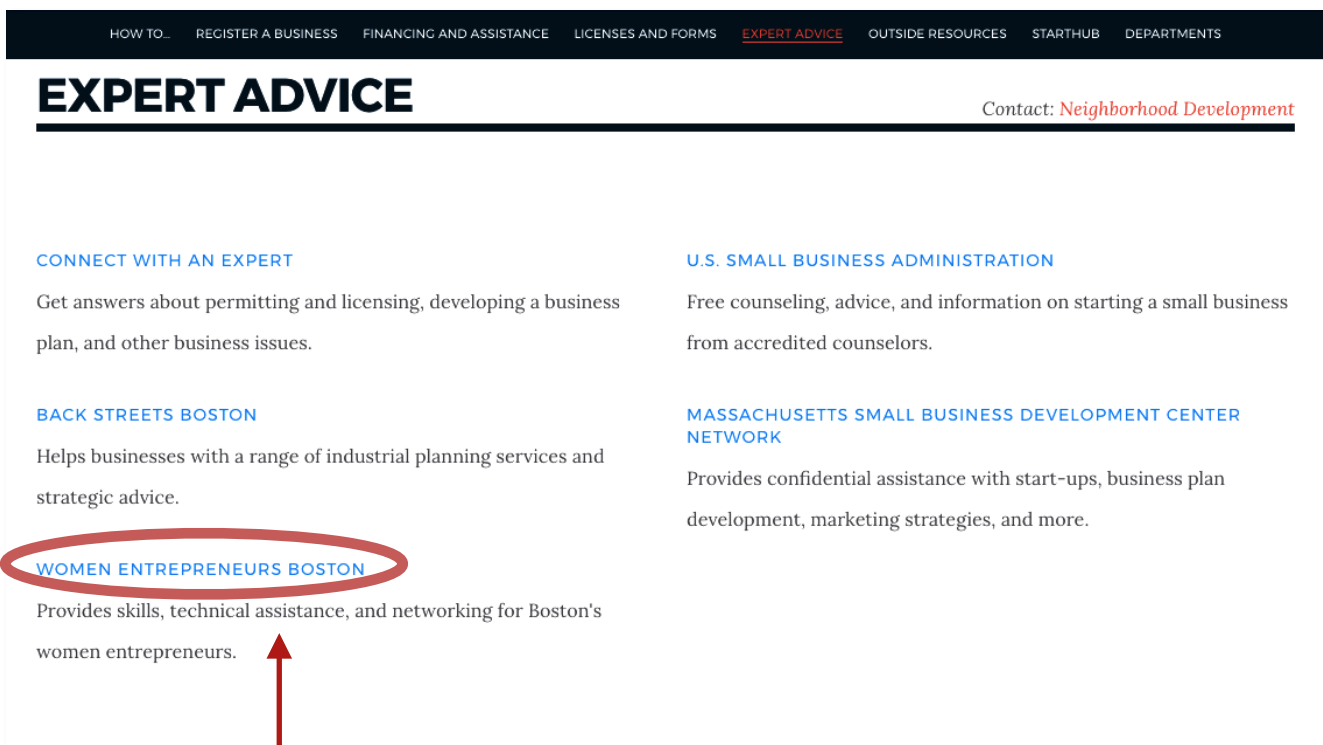 HOW TO... REGISTER A BUSINESS FINANCING AND ASSISTANCE LICENSES AND FORMS EXPERT ADVICE OUTSIDE RESOURCES STARTHUB DEPARTMENTS
EXPERT ADVICE
Contact: Neighborhood Development
CONNECT WITH AN EXPERT
Get answers about permitting and licensing, developing a business
plan, and other business issues.
BACK STREETS BOSTON
Helps businesses with a range of industrial planning services and
strategic advice.
WOMEN ENTREPRENEURS BOSTON
Provides skills, technical assistance, and networking for Boston's
women entrepreneurs.
U.S. SMALL BUSINESS ADMINISTRATION
Free counseling, advice, and information on starting a small business
from accredited counselors.
MASSACHUSETTS SMALL BUSINESS DEVELOPMENT CENTER
NETWORK
Provides confidential assistance with start-ups, business plan
development, marketing strategies, and more.